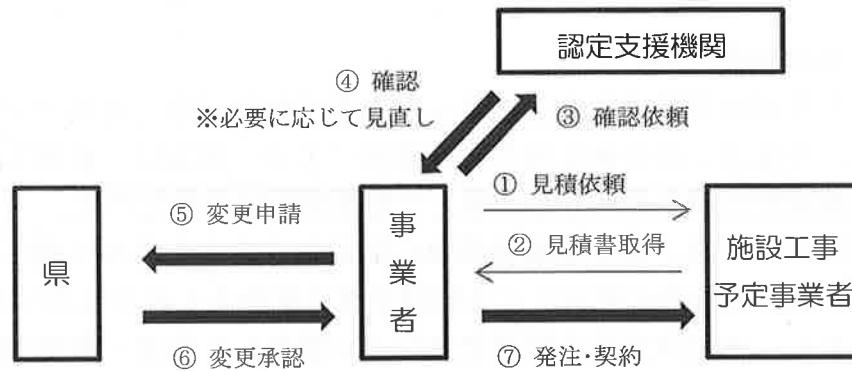 認定支援機関
④ 確認
※必要に応じて見直し
③ 確認依頼
① 見積依頼
⑤ 変更申請
② 見積書取得
県
事業者
施設工事
予定事業者
⑥ 変更承認
⑦ 発注・契約